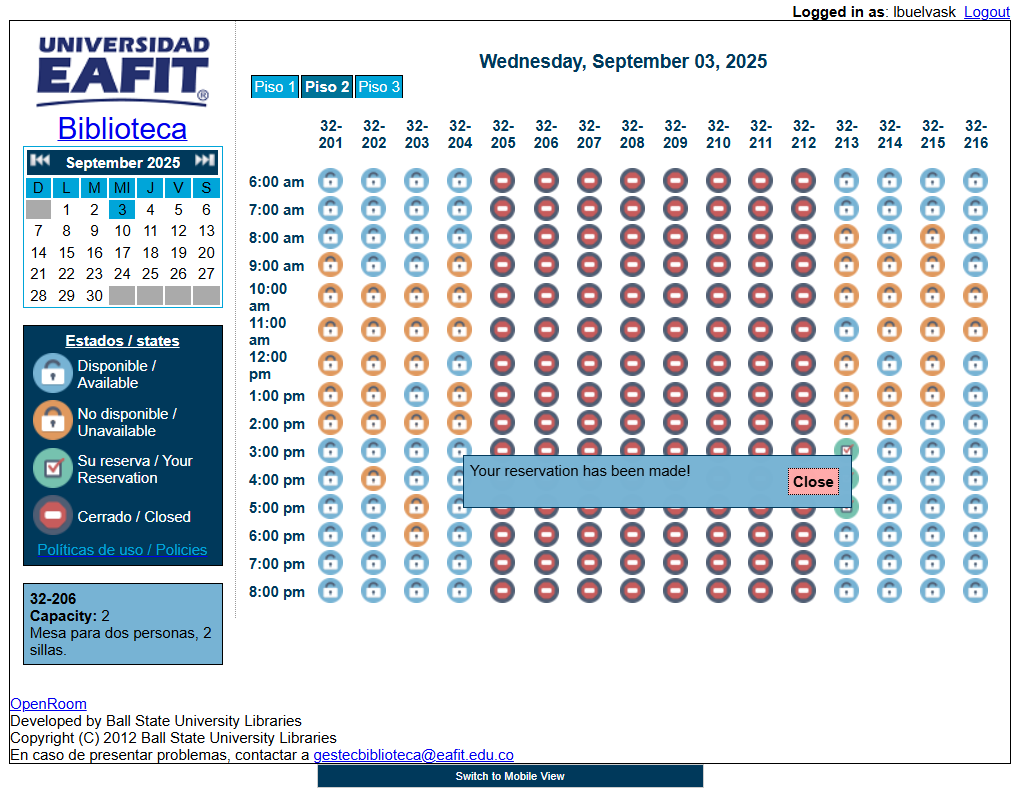 Logged in as: lbuelvask Logout
UNIVERSIDAD
EAFIT®
Biblioteca
September 2025
D L M MI J V S
1 2 3 4 5 6
7 8 9 10 11 12 13
14 15 16 17 18 19 20
21 22 23 24 25 26 27
28 29 30
Estados / states
Disponible /
Available
No disponible /
Unavailable
Su reserva / Your
Reservation
Cerrado / Closed
Políticas de uso / Policies
32-206
Capacity: 2
Mesa para dos personas, 2
sillas.
Wednesday, September 03, 2025
Piso 1 Piso 2 Piso 3
32- 32- 32- 32- 32- 32- 32- 32- 32- 32- 32- 32- 32- 32- 32- 32-
201 202 203 204 205 206 207 208 209 210 211 212 213 214 215 216
6:00 am
7:00 am
8:00 am
9:00 am
10:00
am
11:00
am
12:00
pm
1:00 pm
2:00 pm
3:00 pm
Your reservation has been made!
Close
4:00 pm
5:00 pm
6:00 pm
7:00 pm
8:00 pm
OpenRoom
Developed by Ball State University Libraries
Copyright (C) 2012 Ball State University Libraries
En caso de presentar problemas, contactar a gestecbiblioteca@eafit.edu.co
Switch to Mobile View